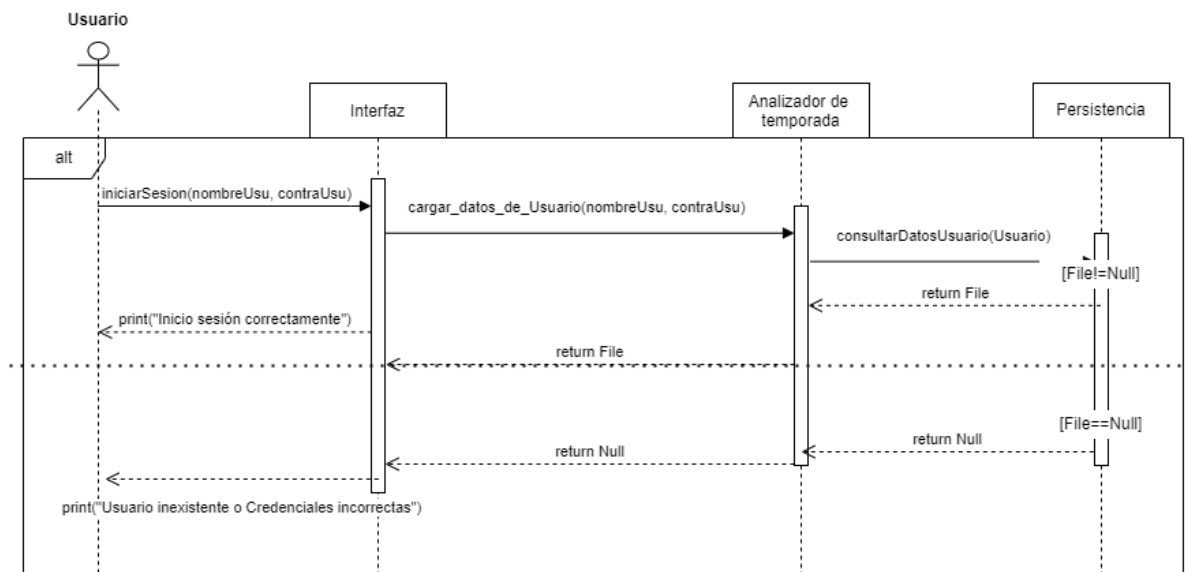 Usuario
Interfaz
Analizador de
temporada
Persistencia
alt
iniciarSesion(nombreUsu, contraUsu)
cargar_datos_de_Usuario(nombreUsu, contraUsu)
consultarDatosUsuario(Usuario)
[File!=Null]
return File
print("Inicio sesión correctamente")
return File
[File==Null]
return Null
return Null
print("Usuario inexistente o Credenciales incorrectas")